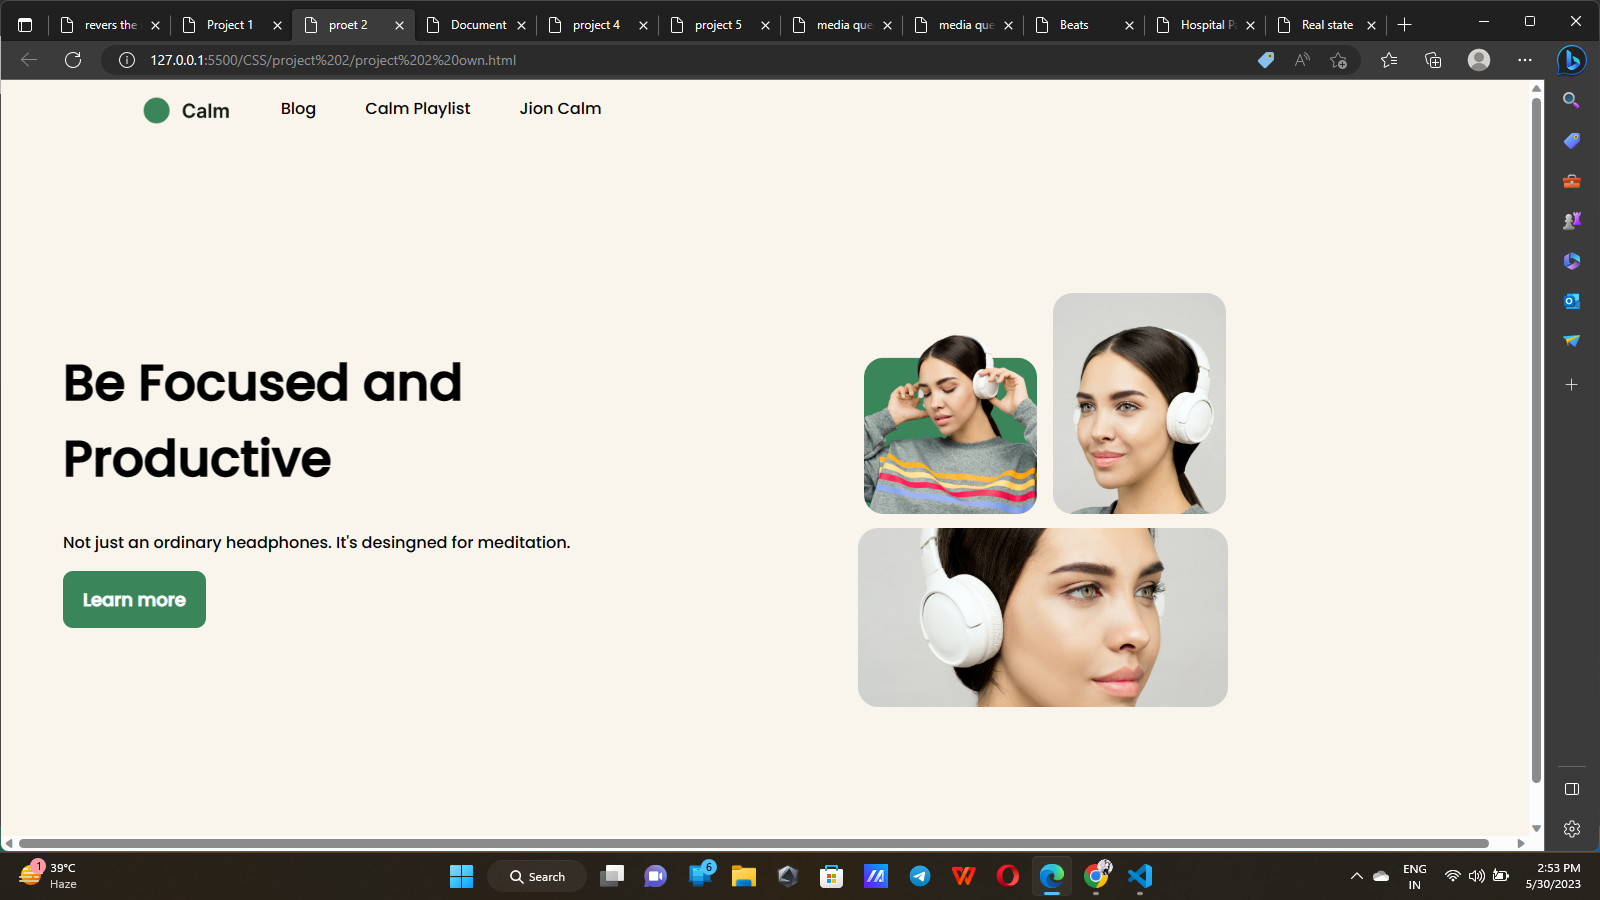 revers the
Project 1
proet 2
Document
project 4
project 5
media que
media que
Beats
Hospital P
Real state
127.0.0.1:5500/CSS/project%202/project%202%20own.html
Calm
Blog
Calm Playlist
Jion Calm
Be Focused and
Productive
Not just an ordinary headphones. It's desingned for meditation.
Learn more
1
39°C
Haze
Search
6
ENG
IN
2:53 PM
5/30/2023